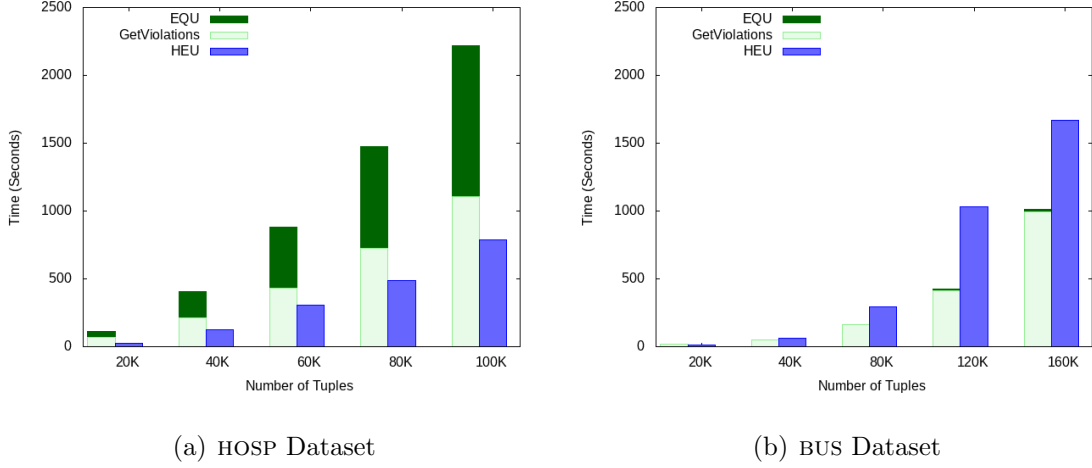 2500
2000
1500
1000
500
0
Time (Seconds)
EQU
GetViolations
HEU
20K 40K 60K 80K 100K
Number of Tuples
(a) HOSP Dataset
2500
2000
1500
1000
500
0
Time (Seconds)
EQU
GetViolations
HEU
20K 40K 80K 120K 160K
Number of Tuples
(b) BUS Dataset